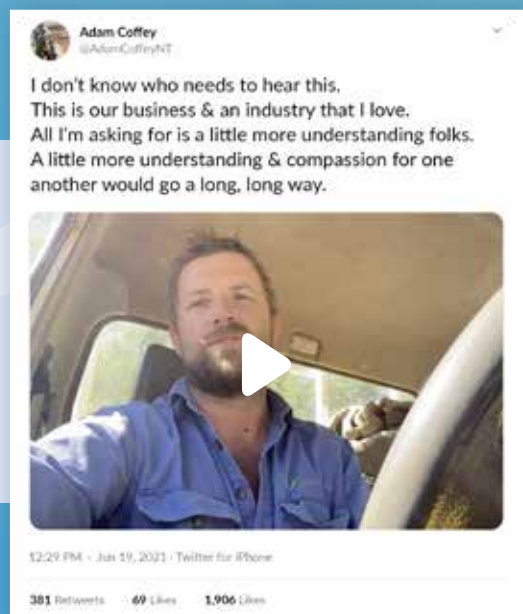 Adam Coffey
@AdamCoffeyNT
I don't know who needs to hear this.
This is our business & an industry that I love.
All I'm asking for is a little more understanding folks.
A little more understanding & compassion for one
another would go a long, long way.
12:29 PM · Jun 19, 2021 · Twitter for iPhone
381 Retweets 69 Likes 1,906 Likes